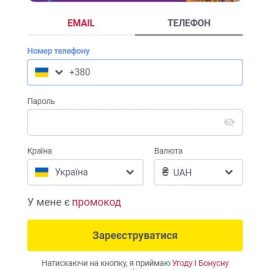 EMAIL ТЕЛЕФОН
Номер телефону
+380
Пароль
Країна Валюта
Україна ₴ UAH
У мене є промокод
Зареєструватися
Натискаючи на кнопку, я приймаю Угоду І Бонусну